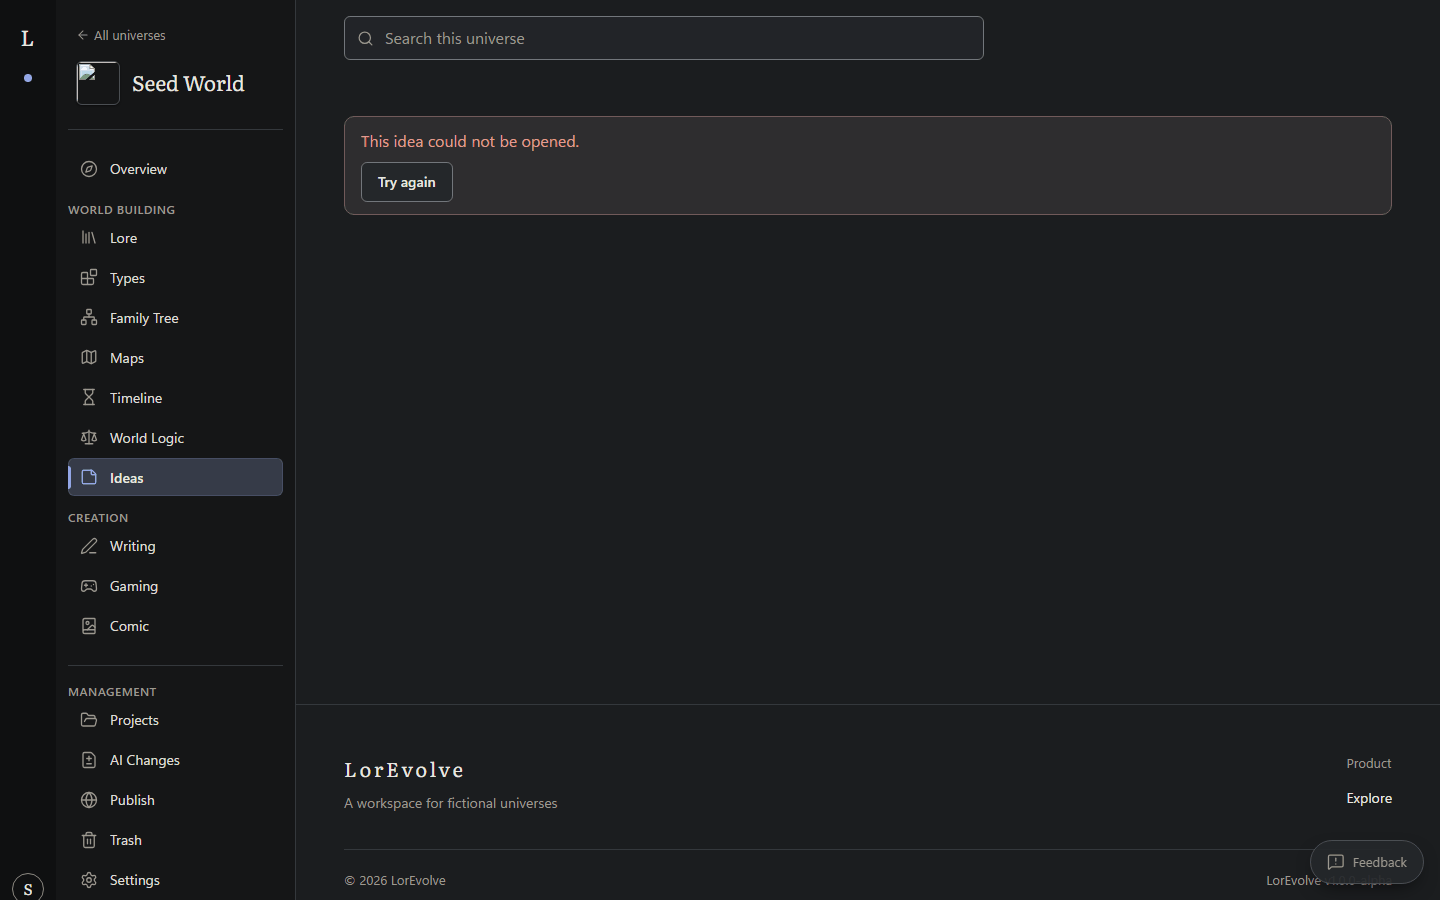 L
← All universes
Seed World
Overview
WORLD BUILDING
Lore
Types
Family Tree
Maps
Timeline
World Logic
Ideas
CREATION
Writing
Gaming
Comic
MANAGEMENT
Projects
AI Changes
Publish
Trash
Settings
S
Search this universe
This idea could not be opened.
Try again
LorEvolve
A workspace for fictional universes
Product
Explore
© 2026 LorEvolve
LorEvolve
Feedback